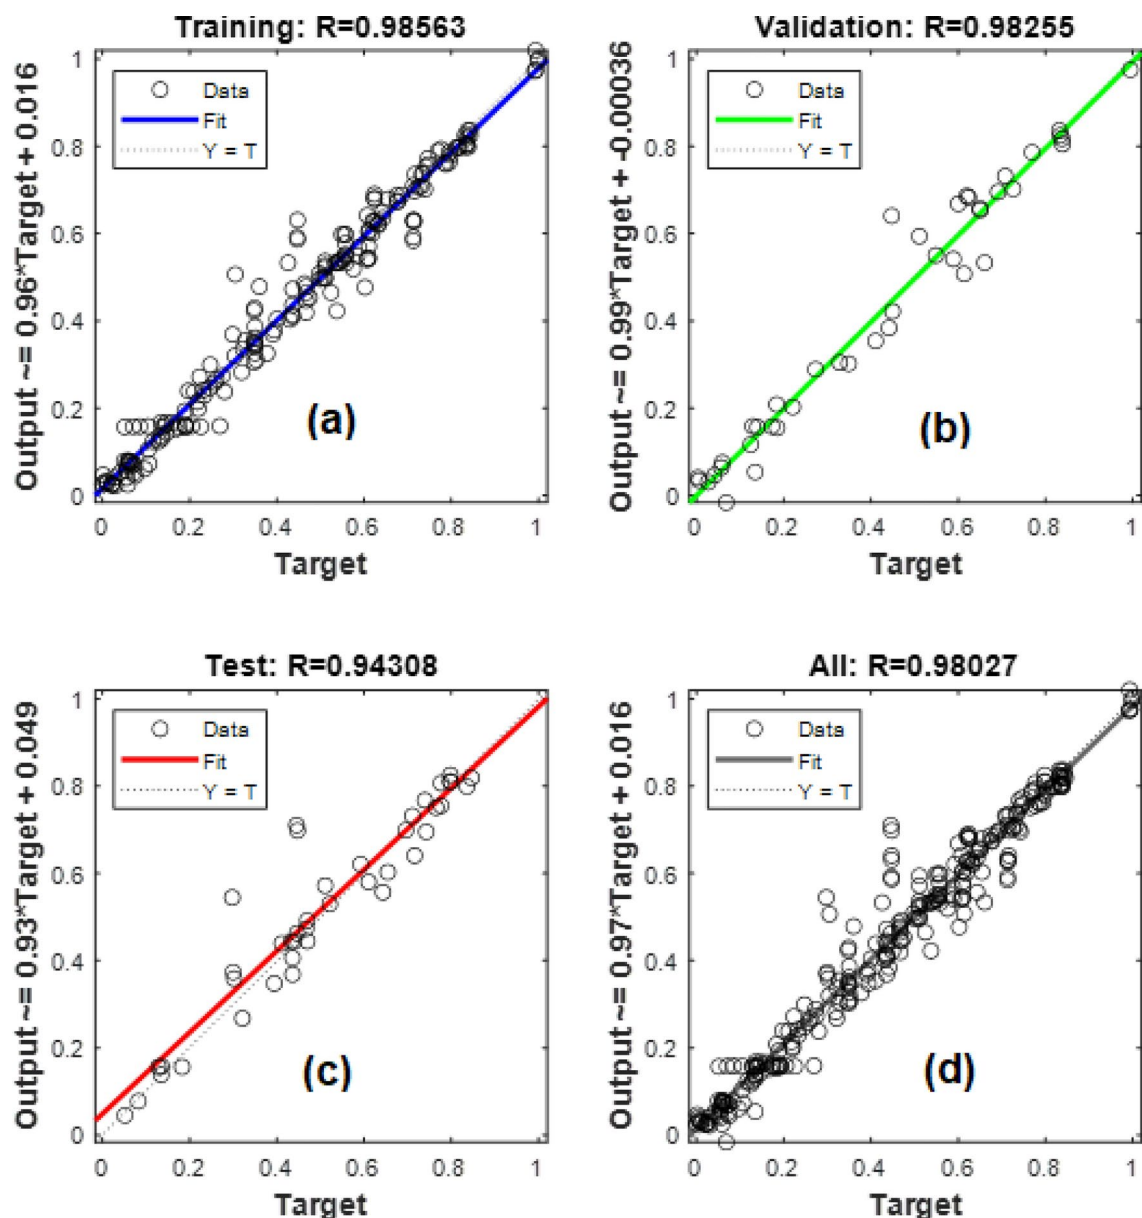 Training: R=0.98563
Output ~= 0.96*Target + 0.016
1
0.8
0.6
0.4
0.2
0
Data
Fit
Y = T
(a)
0 0.2 0.4 0.6 0.8 1
Target
Validation: R=0.98255
Output ~= 0.99*Target + -0.00036
1
0.8
0.6
0.4
0.2
0
Data
Fit
Y = T
(b)
0 0.2 0.4 0.6 0.8 1
Target
Test: R=0.94308
Output ~= 0.93*Target + 0.049
1
0.8
0.6
0.4
0.2
0
Data
Fit
Y = T
(c)
0 0.2 0.4 0.6 0.8 1
Target
All: R=0.98027
Output ~= 0.97*Target + 0.016
1
0.8
0.6
0.4
0.2
0
Data
Fit
Y = T
(d)
0 0.2 0.4 0.6 0.8 1
Target